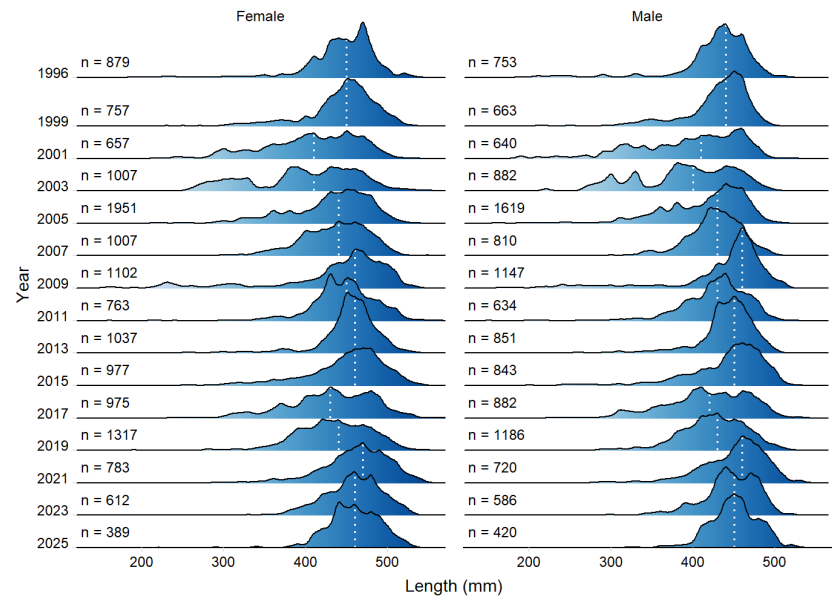 Female Male
1996 n = 879 n = 753
1999 n = 757 n = 663
2001 n = 657 n = 640
2003 n = 1007 n = 882
2005 n = 1951 n = 1619
2007 n = 1007 n = 810
2009 n = 1102 n = 1147
2011 n = 763 n = 634
2013 n = 1037 n = 851
2015 n = 977 n = 843
2017 n = 975 n = 882
2019 n = 1317 n = 1186
2021 n = 783 n = 720
2023 n = 612 n = 586
2025 n = 389 n = 420
Year
200 300 400 500 200 300 400 500
Length (mm)